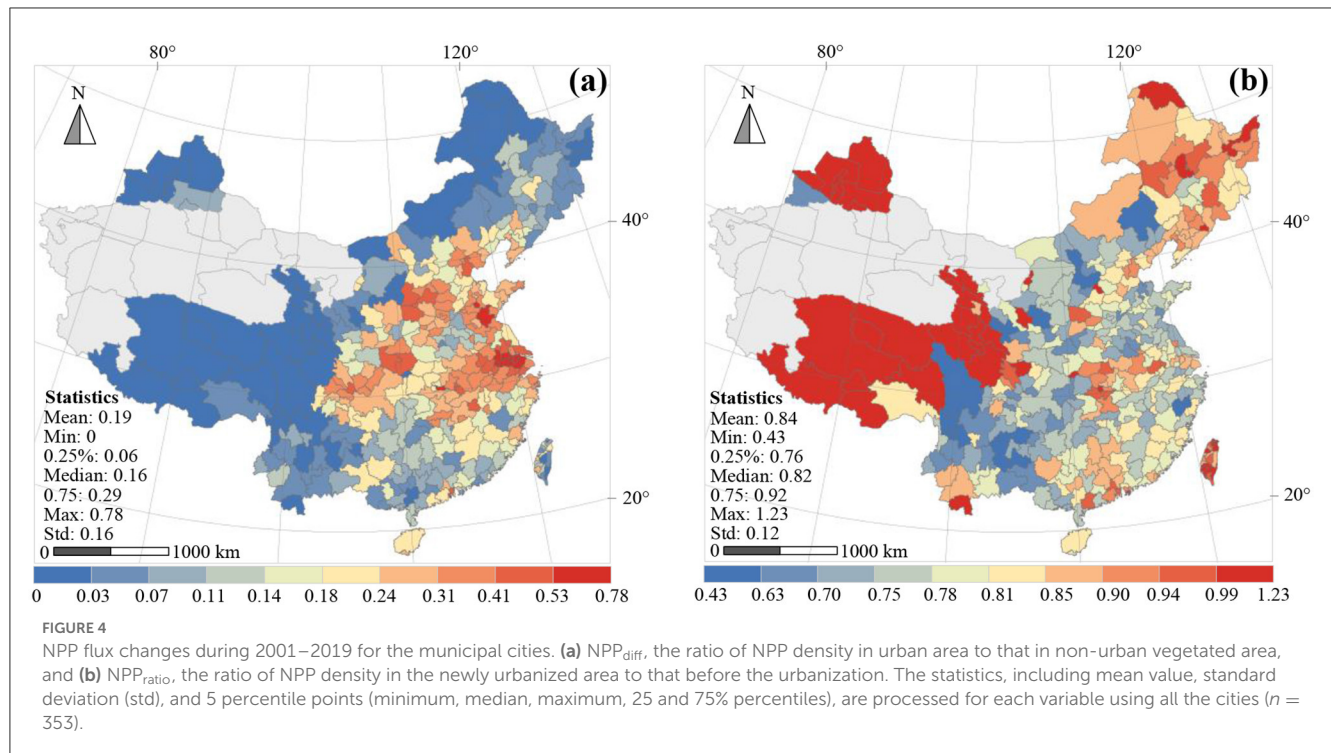 80°
120°
(a)
N
40°
20°
Statistics
Mean: 0.19
Min: 0
0.25%: 0.06
Median: 0.16
0.75: 0.29
Max: 0.78
Std: 0.16
0 1000 km
0 0.03 0.07 0.11 0.14 0.18 0.24 0.31 0.41 0.53 0.78
80°
120°
(b)
N
40°
20°
Statistics
Mean: 0.84
Min: 0.43
0.25%: 0.76
Median: 0.82
0.75: 0.92
Max: 1.23
Std: 0.12
0 1000 km
0.43 0.63 0.70 0.75 0.78 0.81 0.85 0.90 0.94 0.99 1.23
FIGURE 4
NPP flux changes during 2001–2019 for the municipal cities. (a) NPPdiff, the ratio of NPP density in urban area to that in non-urban vegetated area,
and (b) NPPratio, the ratio of NPP density in the newly urbanized area to that before the urbanization. The statistics, including mean value, standard
deviation (std), and 5 percentile points (minimum, median, maximum, 25 and 75% percentiles), are processed for each variable using all the cities (n =
353).